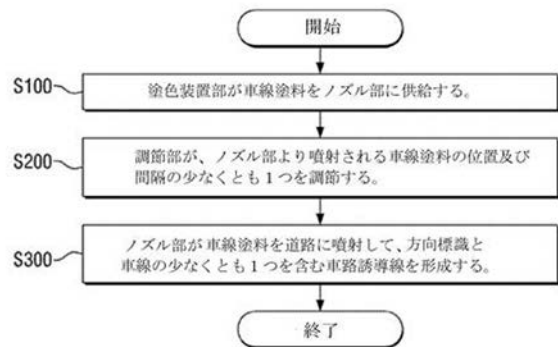 開始
S100
塗色装置部が車線塗料をノズル部に供給する。
S200
調節部が、ノズル部より噴射される車線塗料の位置及び
間隔の少なくとも1つを調節する。
S300
ノズル部が車線塗料を道路に噴射して、方向標識と
車線の少なくとも1つを含む車路誘導線を形成する。
終了